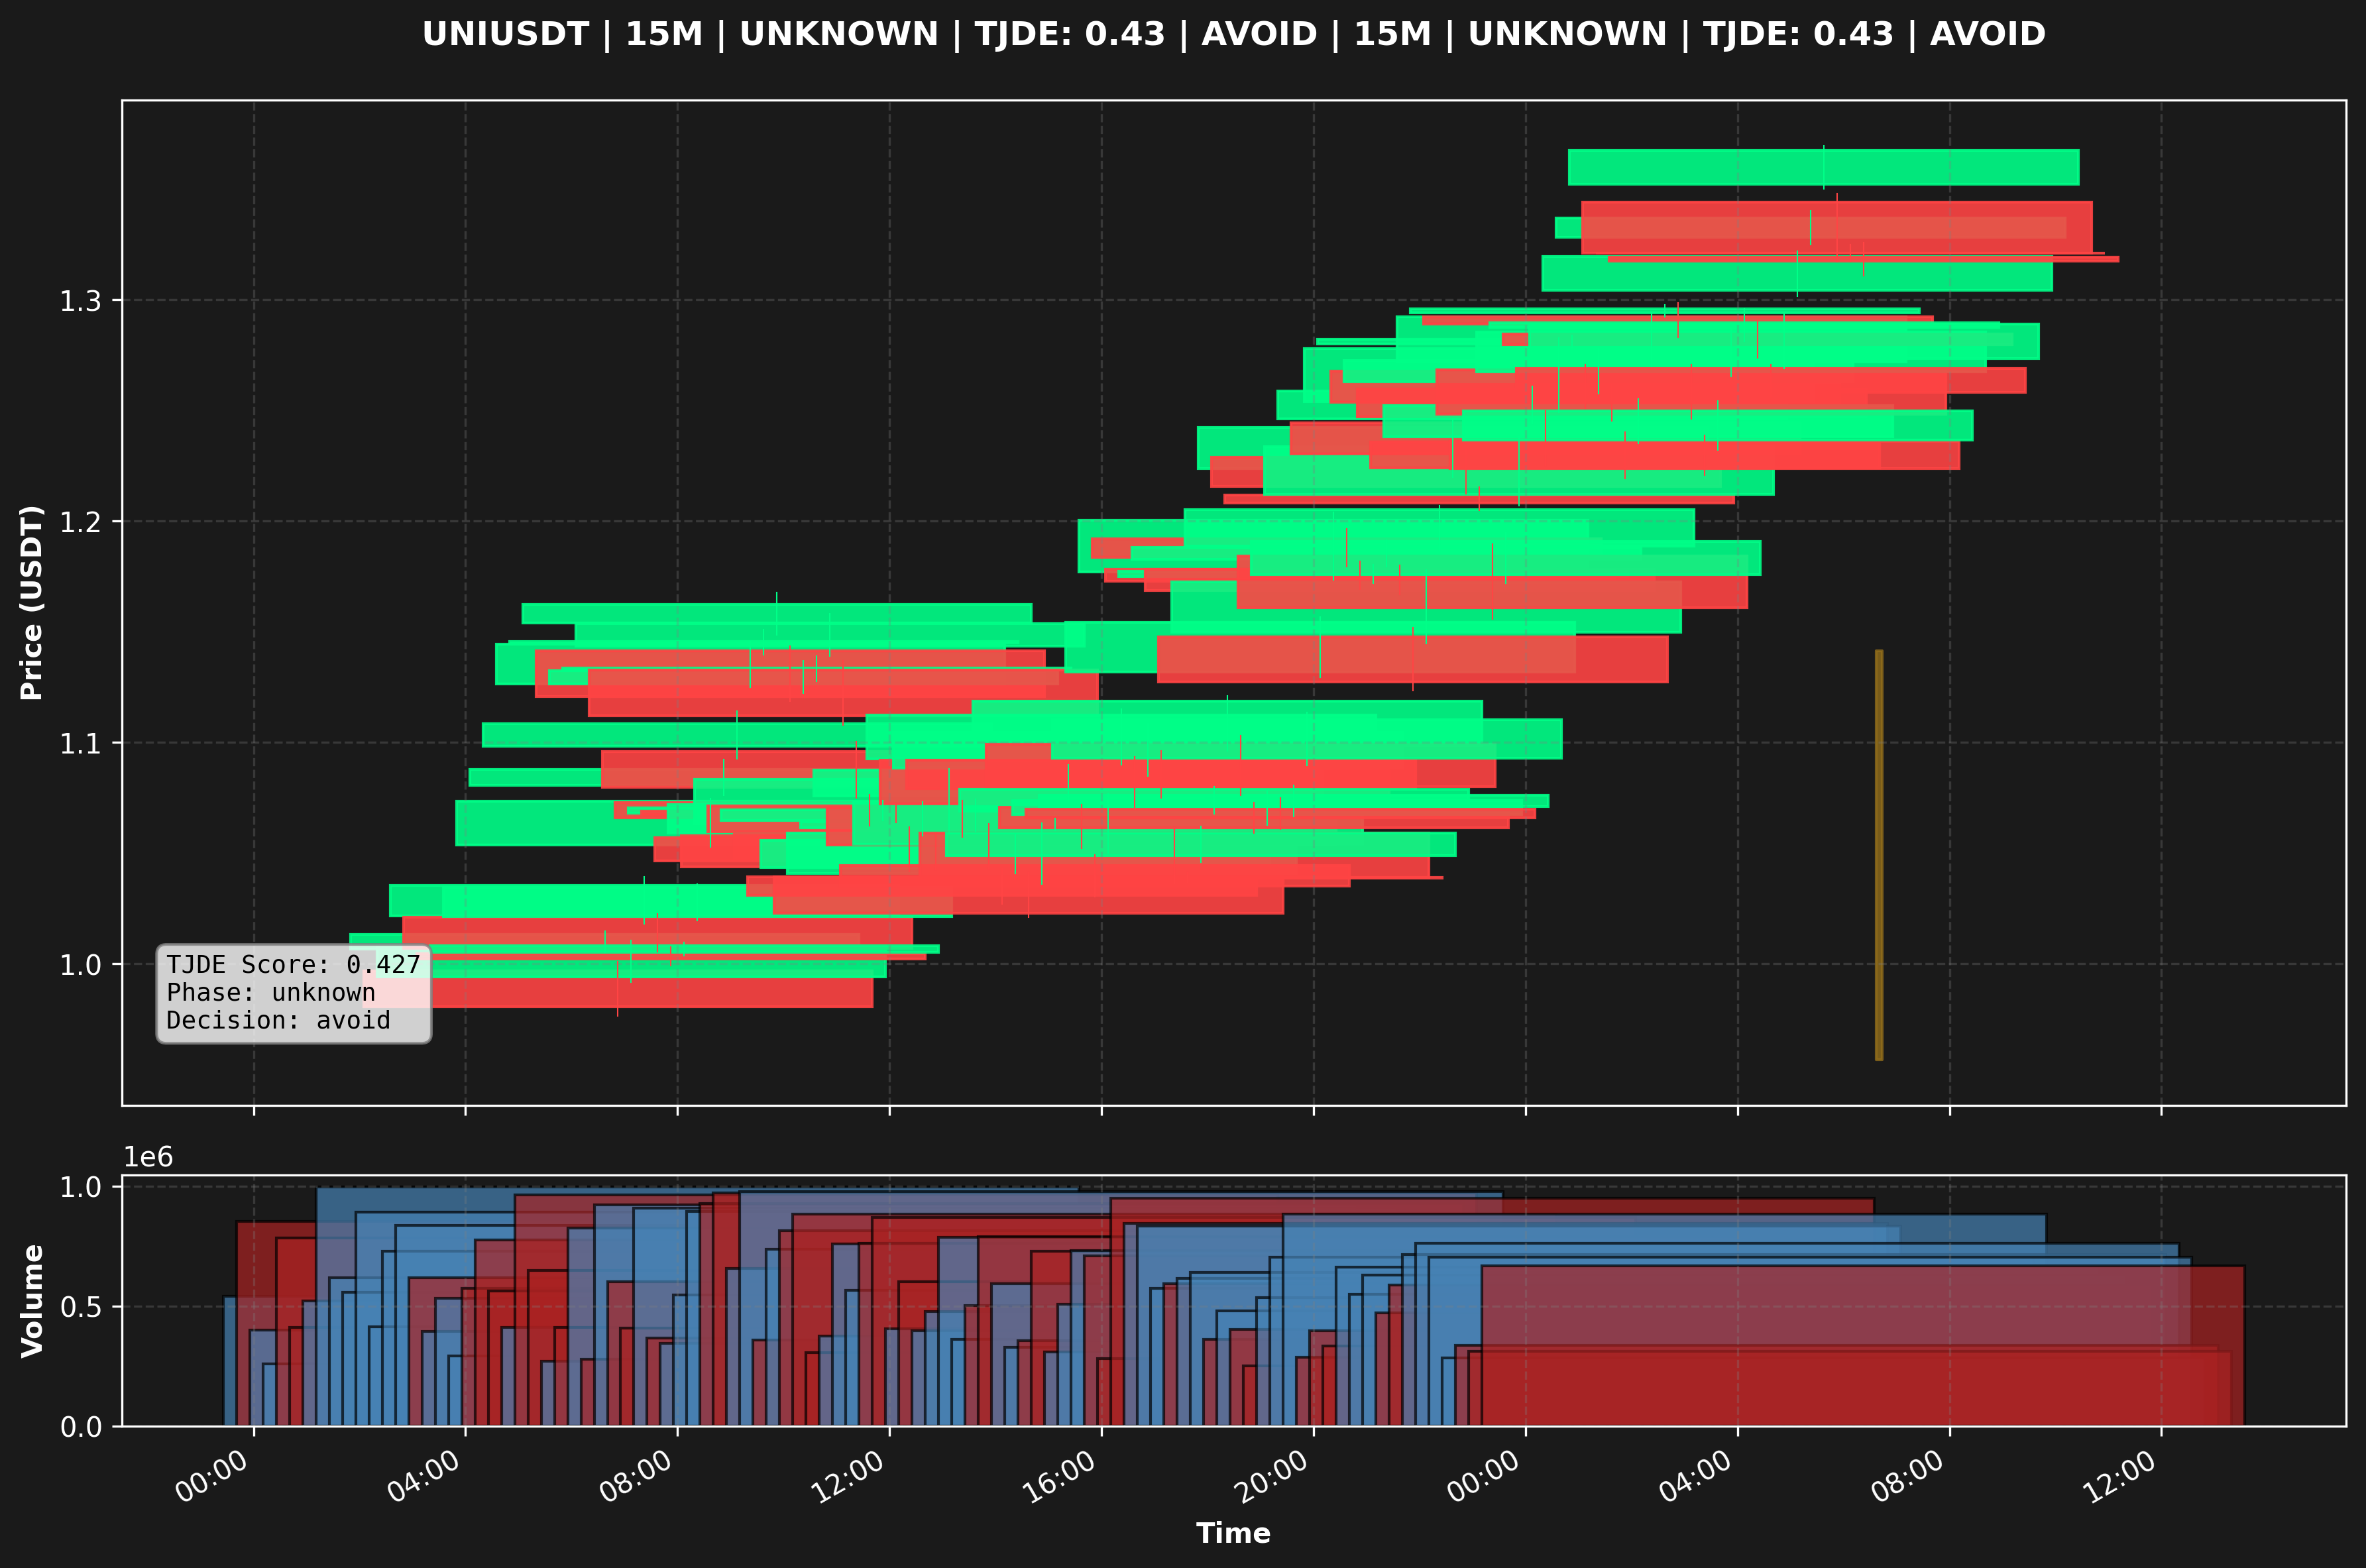 UNIUSDT | 15M | UNKNOWN | TJDE: 0.43 | AVOID | 15M | UNKNOWN | TJDE: 0.43 | AVOID
Price (USDT)
1.3
1.2
1.1
1.0
TJDE Score: 0.427
Phase: unknown
Decision: avoid
1e6
Volume
1.0
0.5
0.0
00:00 04:00 08:00 12:00 16:00 20:00 00:00 04:00 08:00 12:00
Time